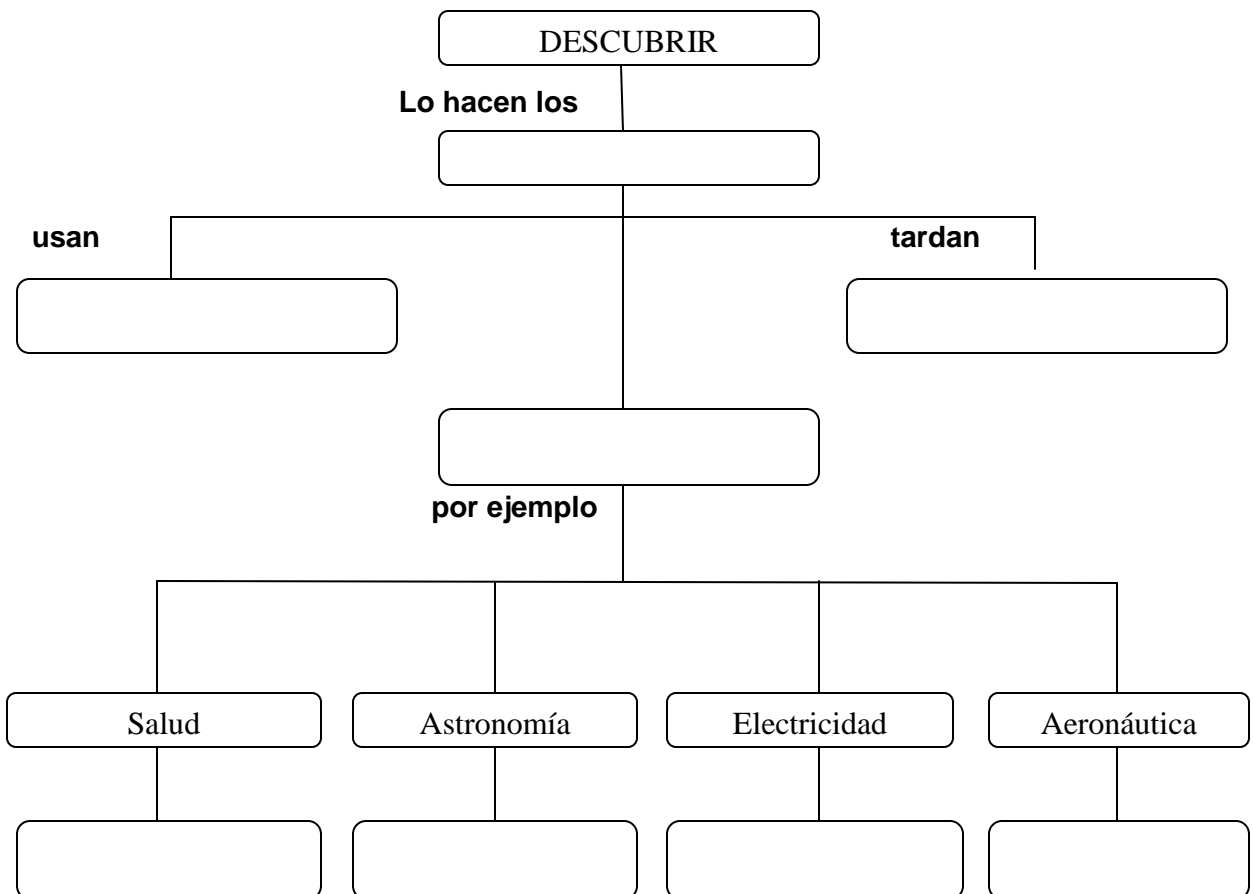 DESCUBRIR
Lo hacen los
usan
tardan
por ejemplo
Salud
Astronomía
Electricidad
Aeronáutica